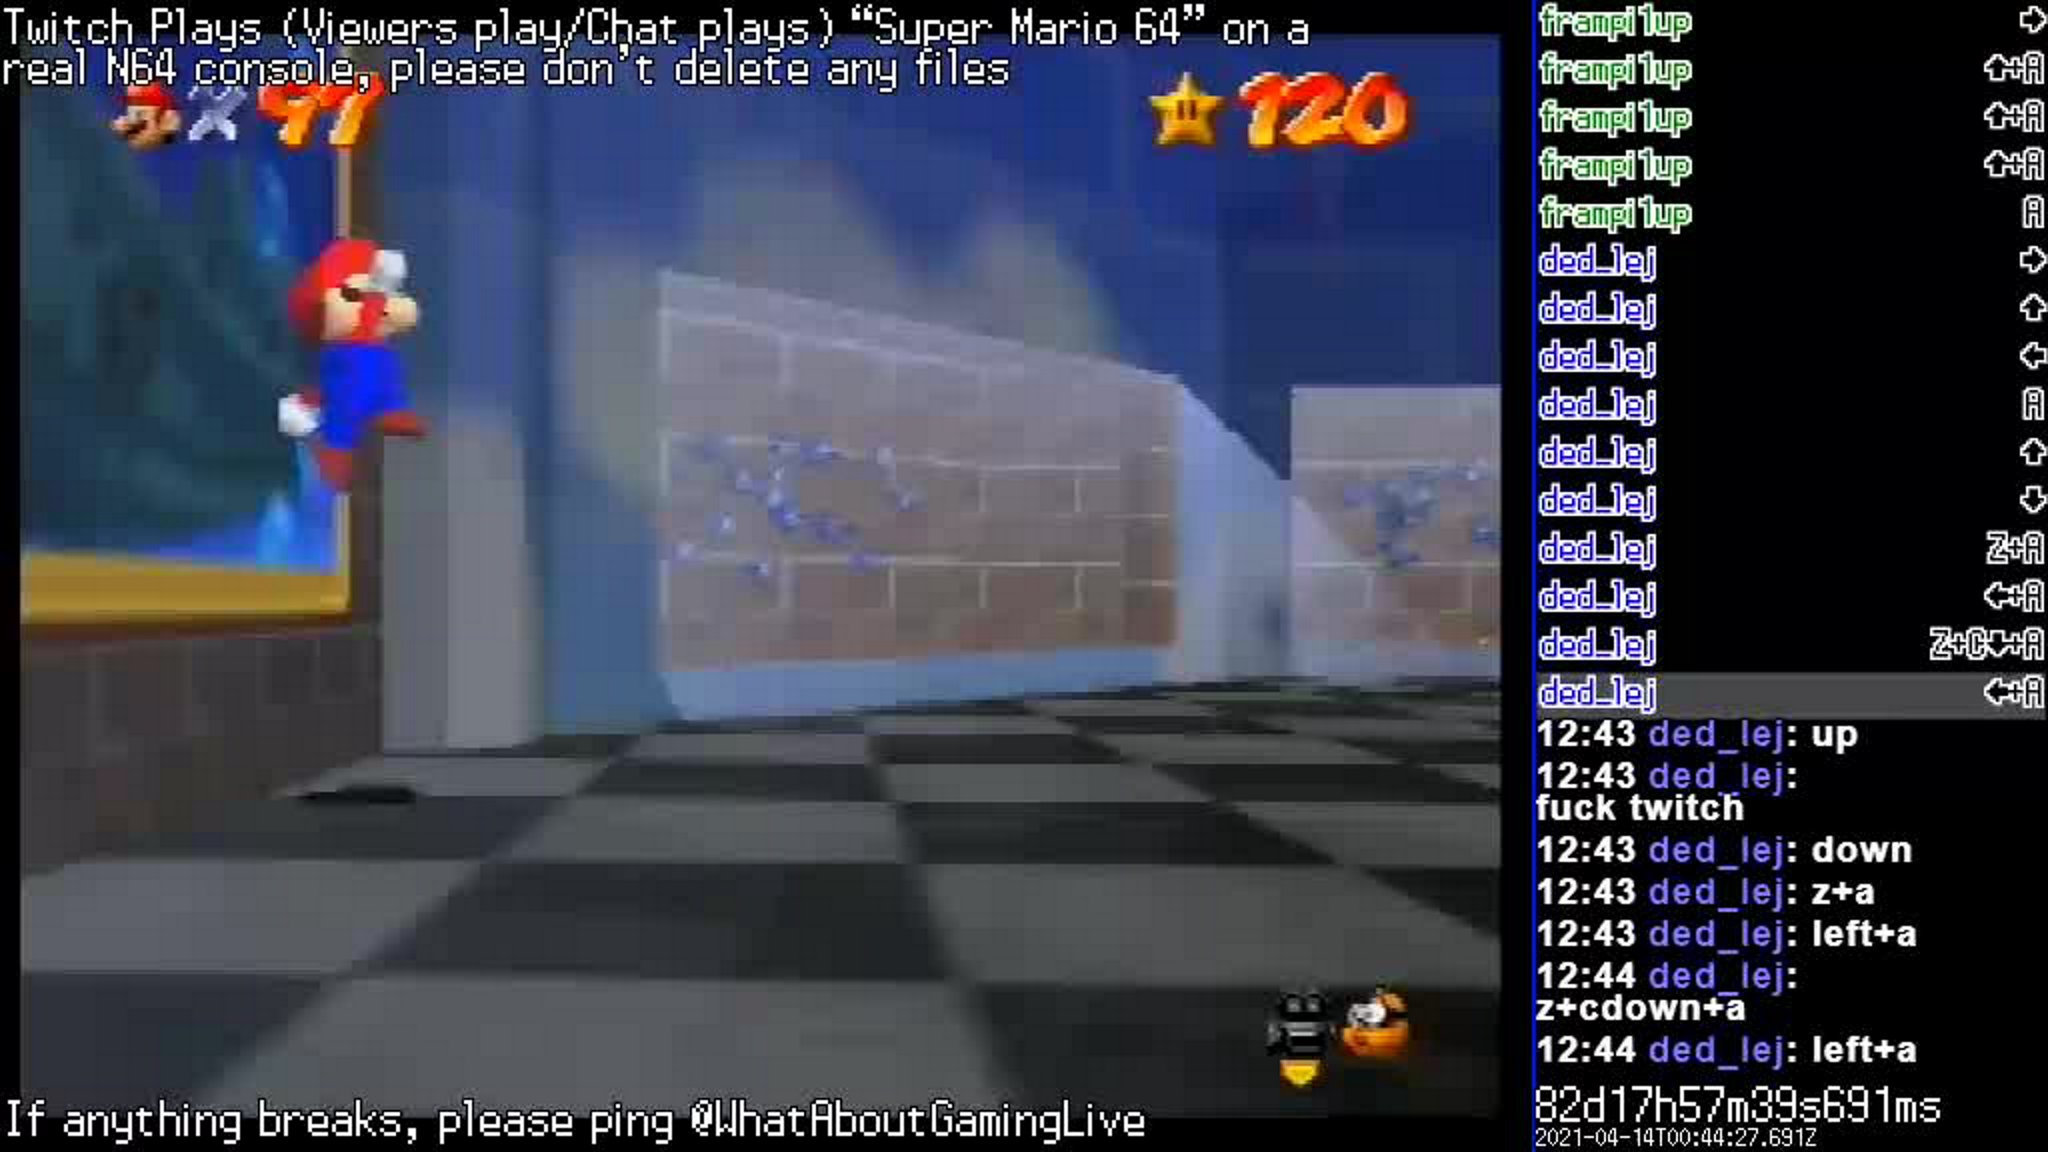 Twitch Plays (Viewers play/Chat plays) “Super Mario 64” on a
real N64 console, please don't delete any files
97
120
frampi1up →
frampi1up ↑+A
frampi1up ↑+A
frampi1up ↑+A
frampi1up A
ded_lej →
ded_lej ↑
ded_lej ←
ded_lej A
ded_lej ↑
ded_lej ↓
ded_lej Z+A
ded_lej ←+A
ded_lej Z+C↓+A
ded_lej ←+A
12:43 ded_lej: up
12:43 ded_lej:
fuck twitch
12:43 ded_lej: down
12:43 ded_lej: z+a
12:43 ded_lej: left+a
12:44 ded_lej:
z+cdown+a
12:44 ded_lej: left+a
82d17h57m39s691ms
2021-04-14T00:44:27.691Z
If anything breaks, please ping @WhatAboutGamingLive